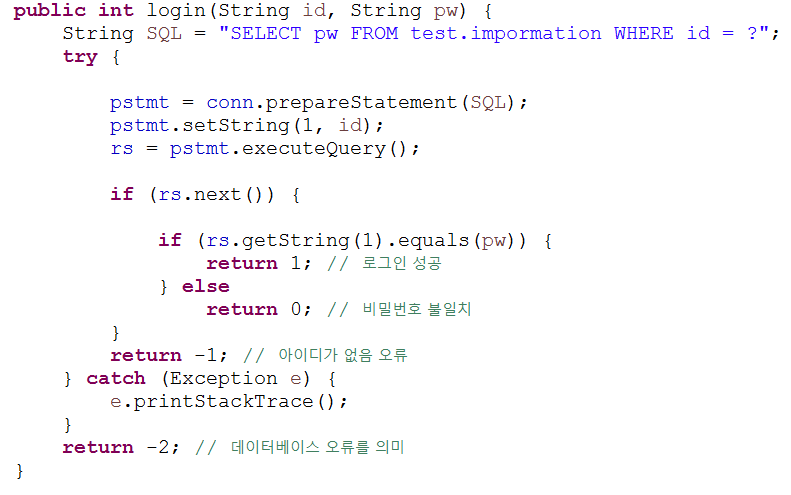 public int login(String id, String pw) {
    String SQL = "SELECT pw FROM test.impormation WHERE id = ?";
    try {

        pstmt = conn.prepareStatement(SQL);
        pstmt.setString(1, id);
        rs = pstmt.executeQuery();

        if (rs.next()) {

            if (rs.getString(1).equals(pw)) {
                return 1; // 로그인 성공
            } else
                return 0; // 비밀번호 불일치
        }
        return -1; // 아이디가 없음 오류
    } catch (Exception e) {
        e.printStackTrace();
    }
    return -2; // 데이터베이스 오류를 의미
}